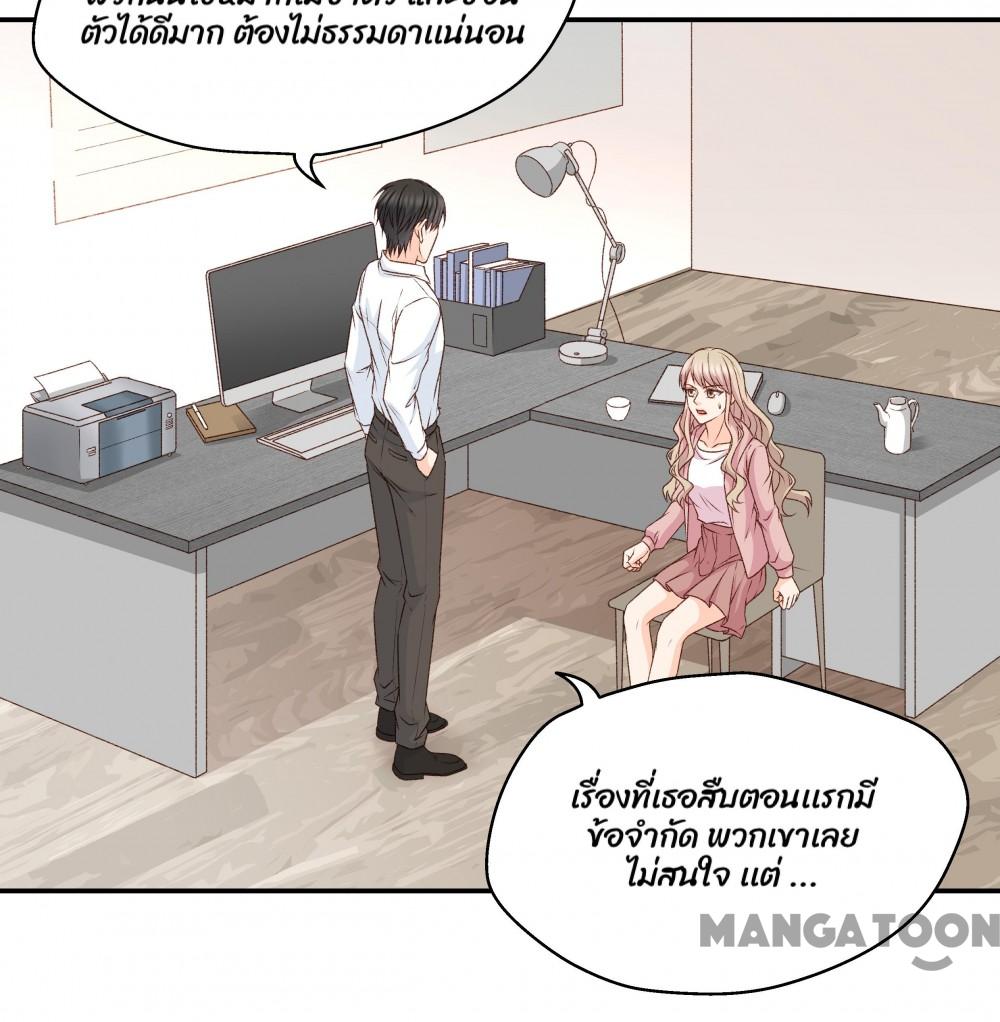 ตัวได้ดีมาก ต้องไม่ธรรมดาแน่นอน
เรื่องที่เธอสืบตอนแรกมี
ข้อจำกัด พวกเขาเลย
ไม่สนใจ แต่ ...
MANGATOON